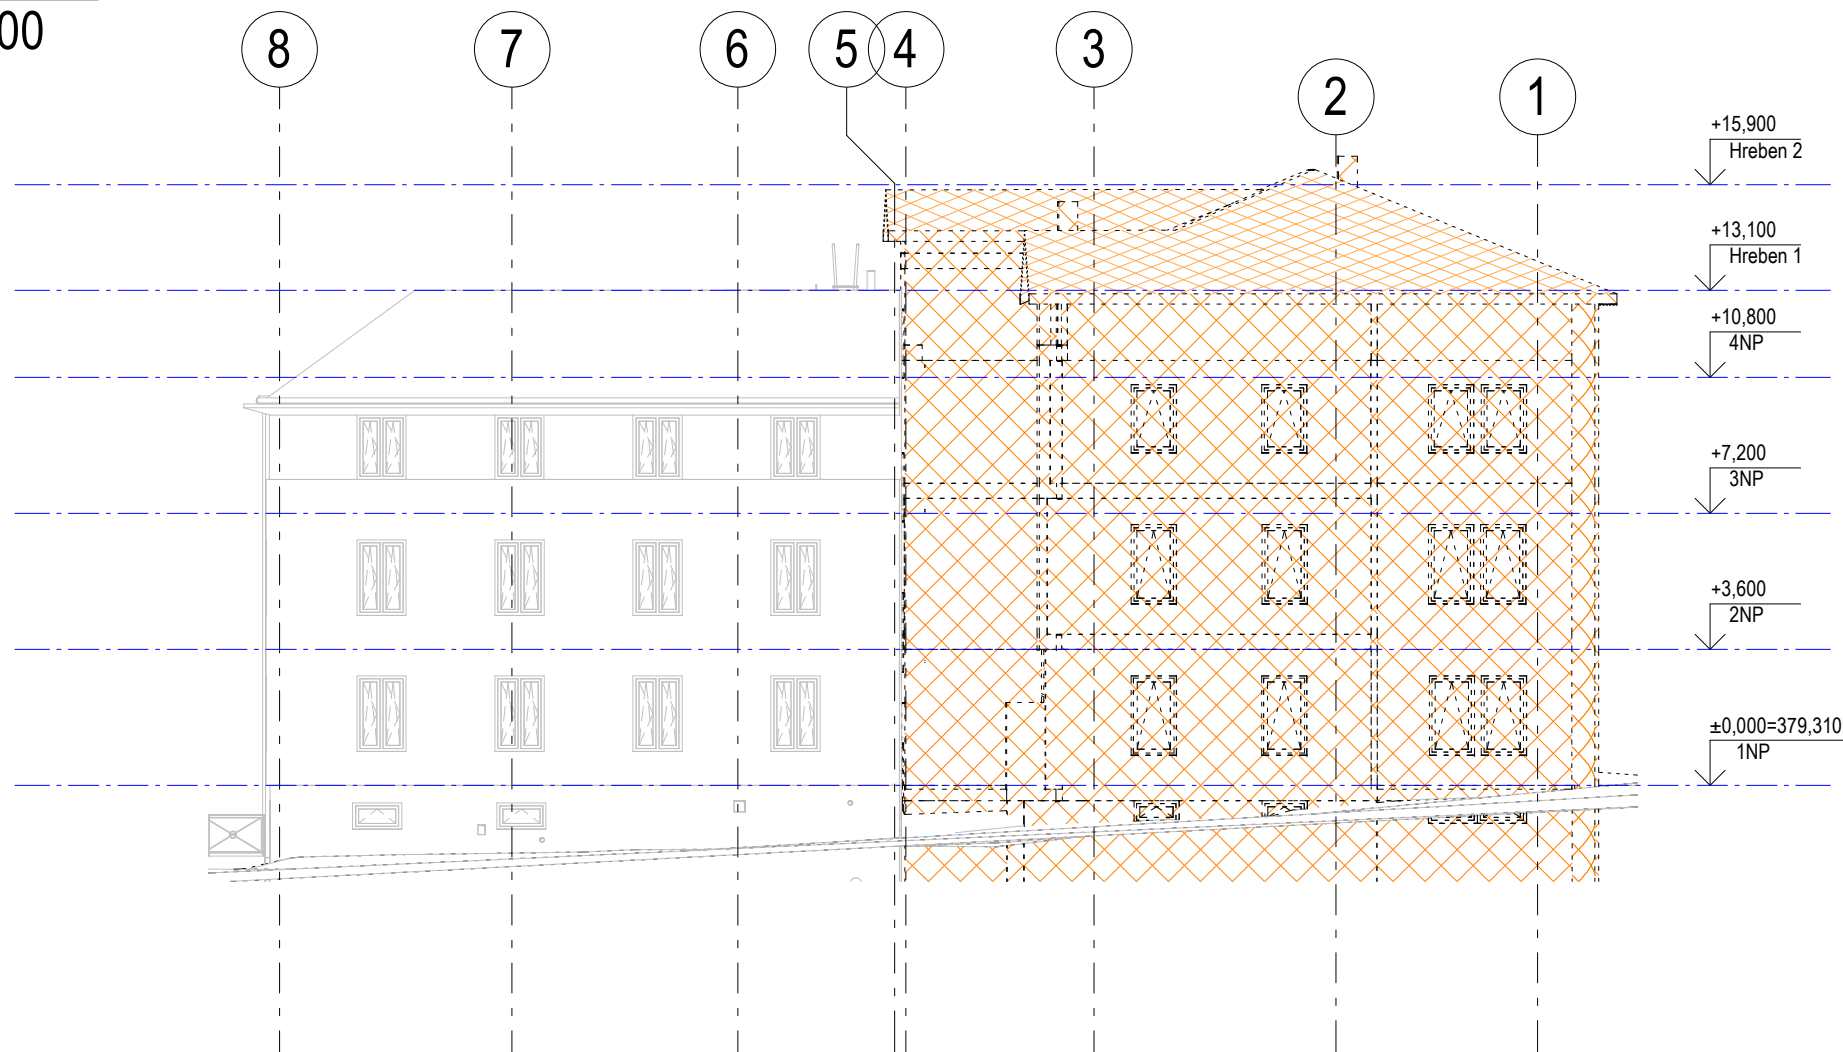 00
8
7
6
5
4
3
2
1
+15,900
Hreben 2
+13,100
Hreben 1
+10,800
4NP
+7,200
3NP
+3,600
2NP
±0,000=379,310
1NP